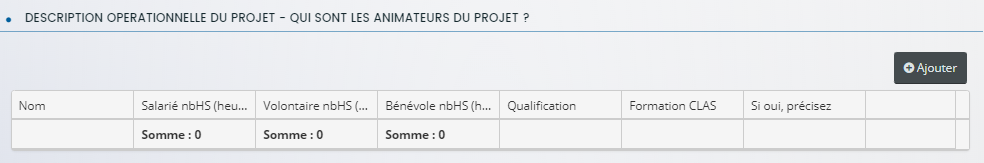 DESCRIPTION OPERATIONNELLE DU PROJET - QUI SONT LES ANIMATEURS DU PROJET ?
Ajouter
Nom Salarié nbHS (heu... Volontaire nbHS (... Bénévole nbHS (h... Qualification Formation CLAS Si oui, précisez
Somme : 0 Somme : 0 Somme : 0